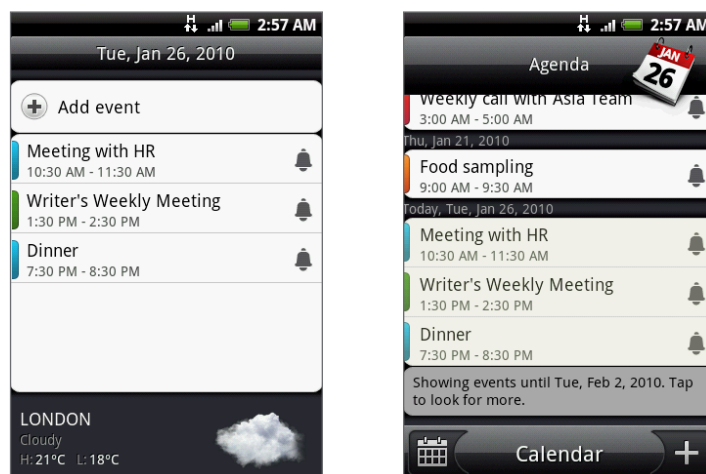 H
2:57 AM
Tue, Jan 26, 2010
Add event
Meeting with HR
10:30 AM - 11:30 AM
Writer's Weekly Meeting
1:30 PM - 2:30 PM
Dinner
7:30 PM - 8:30 PM
LONDON
Cloudy
H: 21°C L: 18°C
H
2:57 AM
Agenda
JAN
26
Weekly call with Asia Team
3:00 AM - 5:00 AM
Thu, Jan 21, 2010
Food sampling
9:00 AM - 9:30 AM
Today, Tue, Jan 26, 2010
Meeting with HR
10:30 AM - 11:30 AM
Writer's Weekly Meeting
1:30 PM - 2:30 PM
Dinner
7:30 PM - 8:30 PM
Showing events until Tue, Feb 2, 2010. Tap
to look for more.
Calendar